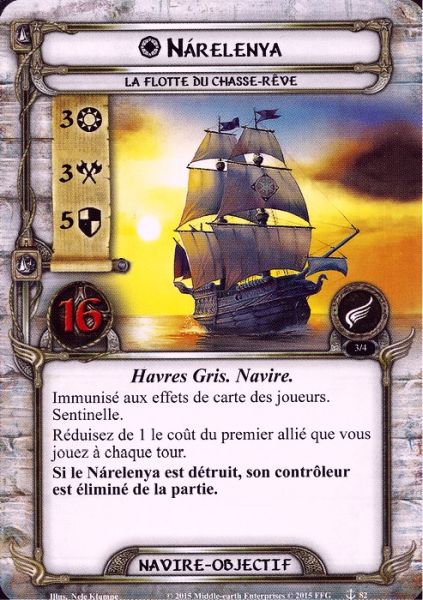 Nárelenya
La Flotte du Chasse-Rêve
3
3
5
16
3/4
Havres Gris. Navire.
Immunisé aux effets de carte des joueurs.
Sentinelle.
Réduisez de 1 le coût du premier allié que vous
jouez à chaque tour.
Si le Nárelenya est détruit, son contrôleur
est éliminé de la partie.
Navire-Objectif
Illus. Nele Klumpe © 2015 Middle-earth Enterprises © 2015 FFG 82